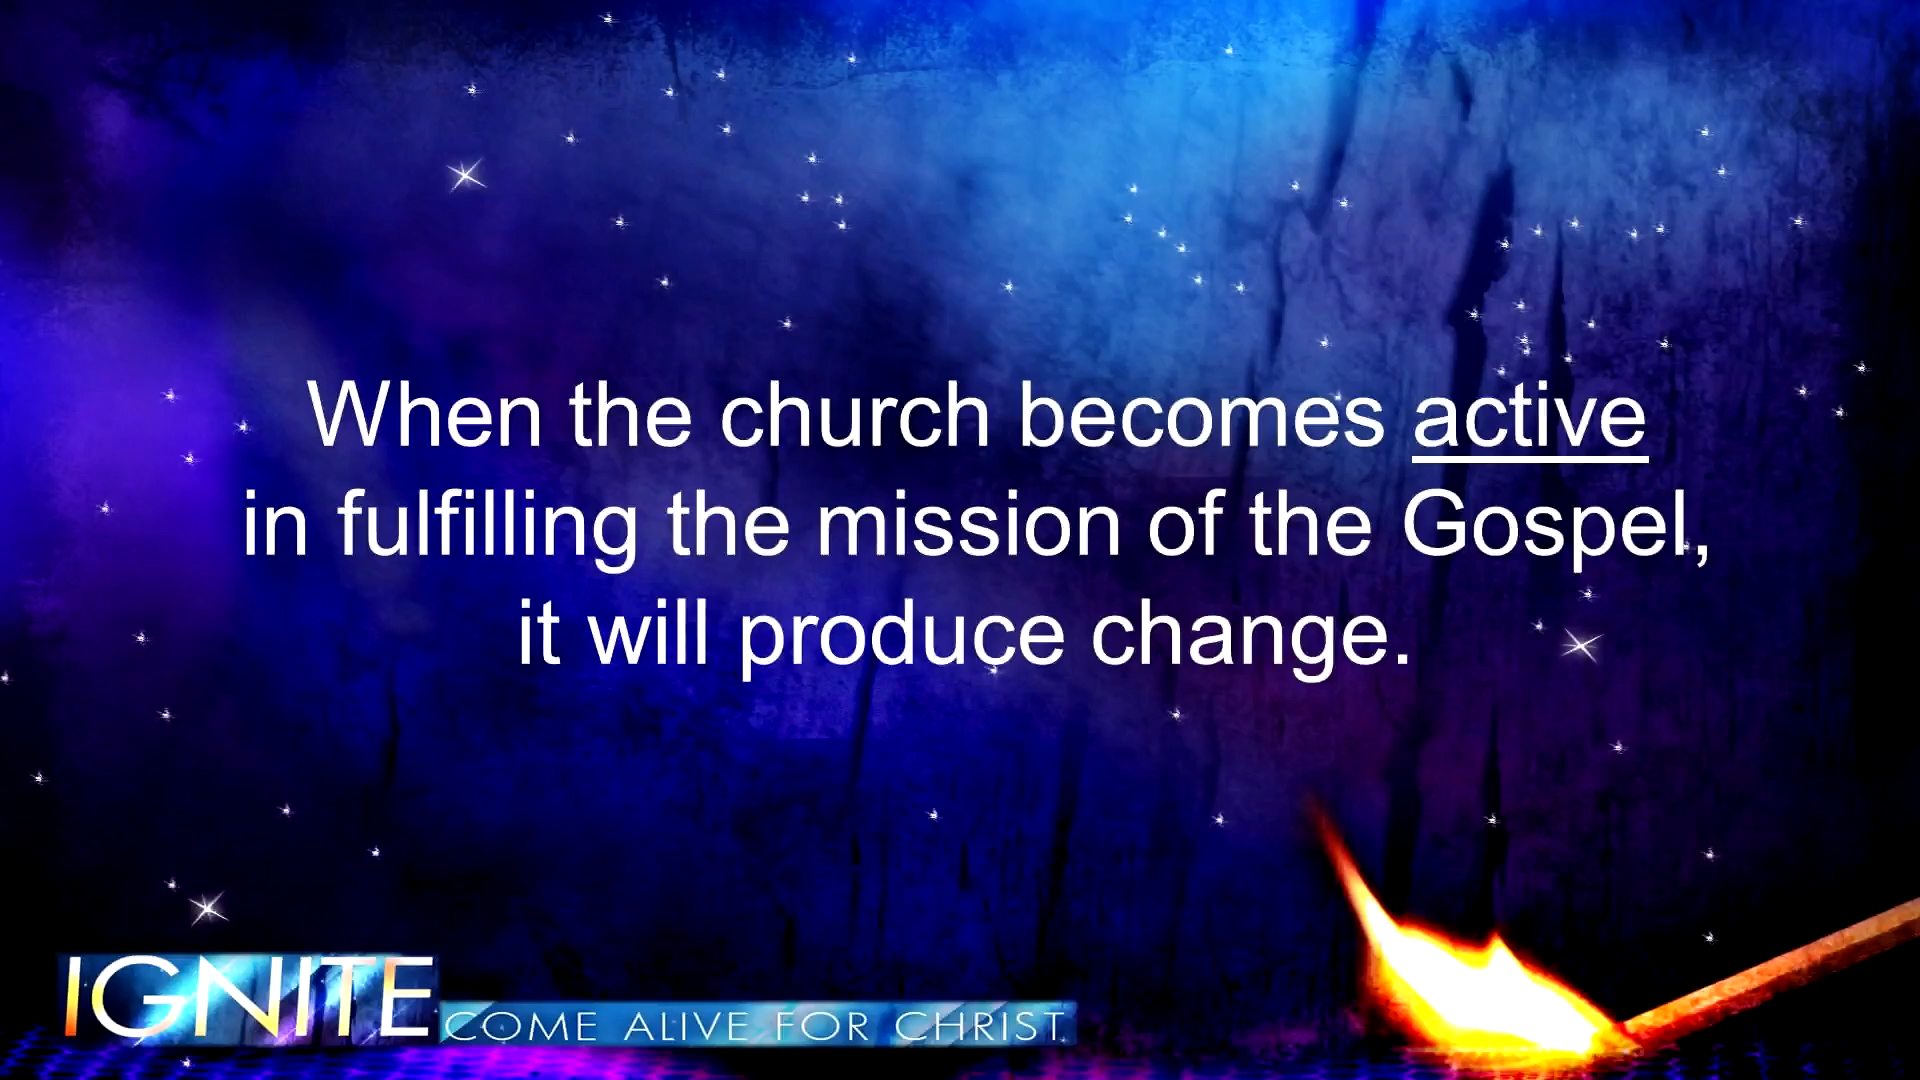 When the church becomes active
in fulfilling the mission of the Gospel,
it will produce change.
IGNITE
COME ALIVE FOR CHRIST